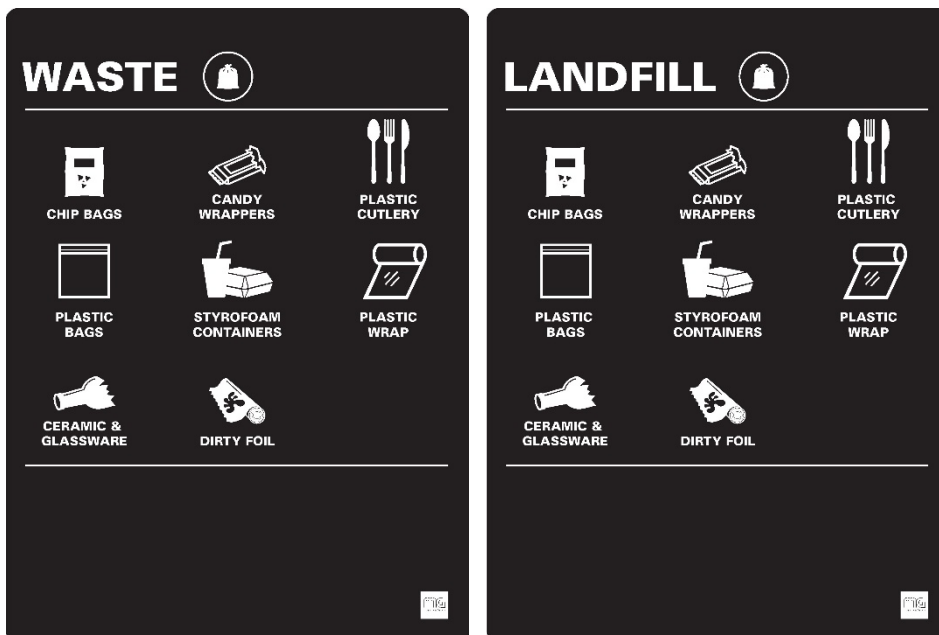 WASTE
CHIP BAGS
CANDY
WRAPPERS
PLASTIC
CUTLERY
PLASTIC
BAGS
STYROFOAM
CONTAINERS
PLASTIC
WRAP
CERAMIC &
GLASSWARE
DIRTY FOIL
LANDFILL
CHIP BAGS
CANDY
WRAPPERS
PLASTIC
CUTLERY
PLASTIC
BAGS
STYROFOAM
CONTAINERS
PLASTIC
WRAP
CERAMIC &
GLASSWARE
DIRTY FOIL